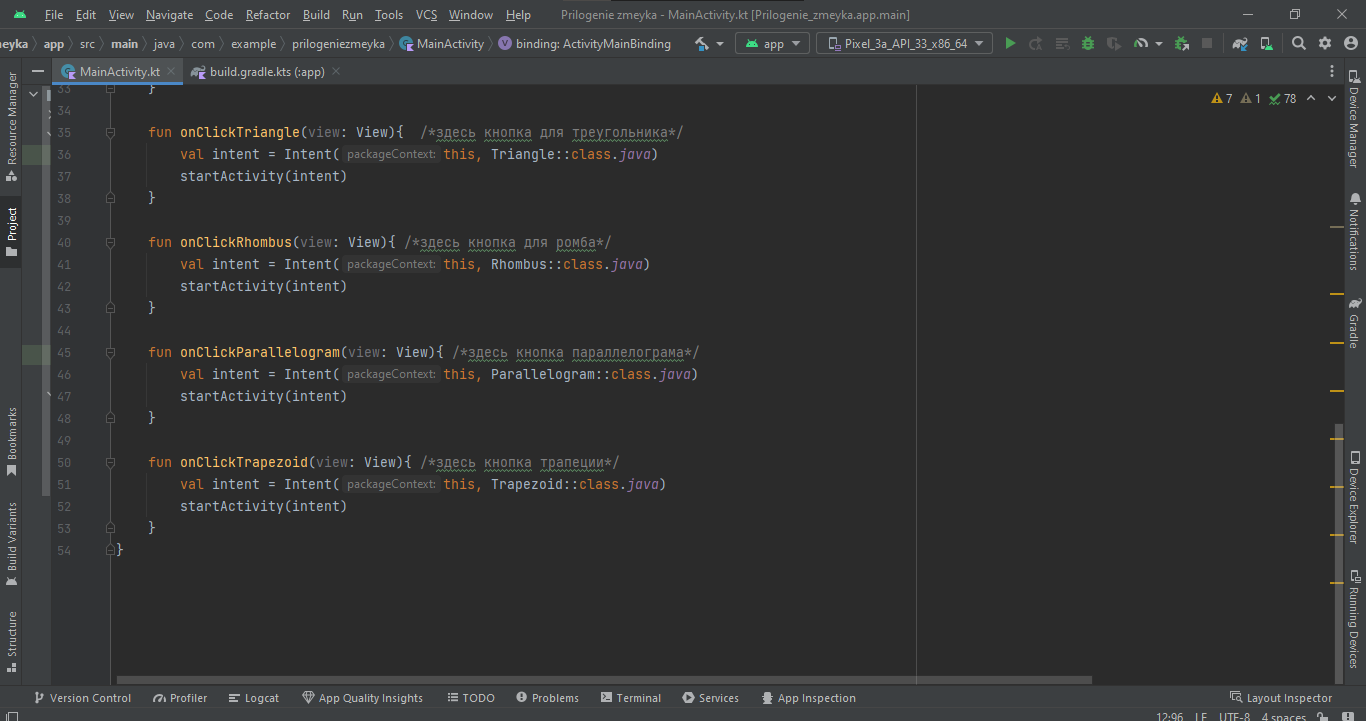 File Edit View Navigate Code Refactor Build Run Tools VCS Window Help Prilogenie zmeyka - MainActivity.kt [Prilogenie_zmeyka.app.main]
eyka app src main java com example prilogeniezmeyka MainActivity binding: ActivityMainBinding app Pixel_3a_API_33_x86_64
MainActivity.kt build.gradle.kts (:app)
7 1 78
33 }
34
35 fun onClickTriangle(view: View){ /*здесь кнопка для треугольника*/
36 val intent = Intent( packageContext: this, Triangle::class.java)
37 startActivity(intent)
38 }
39
40 fun onClickRhombus(view: View){ /*здесь кнопка для ромба*/
41 val intent = Intent( packageContext: this, Rhombus::class.java)
42 startActivity(intent)
43 }
44
45 fun onClickParallelogram(view: View){ /*здесь кнопка параллелограма*/
46 val intent = Intent( packageContext: this, Parallelogram::class.java)
47 startActivity(intent)
48 }
49
50 fun onClickTrapezoid(view: View){ /*здесь кнопка трапеции*/
51 val intent = Intent( packageContext: this, Trapezoid::class.java)
52 startActivity(intent)
53 }
54 }
Resource Manager
Project
Bookmarks
Build Variants
Structure
Device Manager
Notifications
Gradle
Device Explorer
Running Devices
Version Control Profiler Logcat App Quality Insights TODO Problems Terminal Services App Inspection Layout Inspector
12:96 LF UTF-8 4 spaces